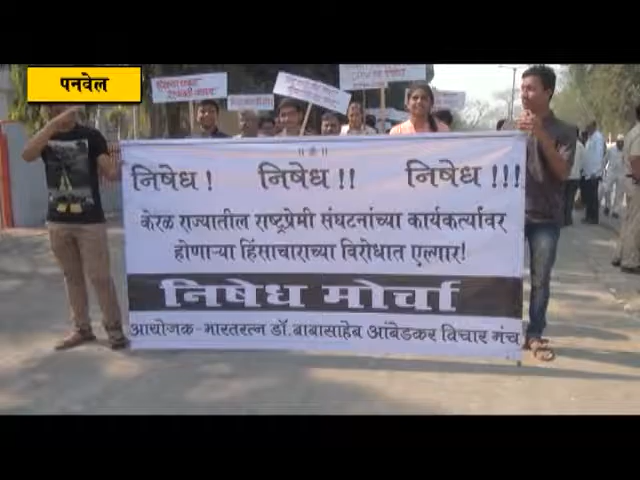 पनवेल
॥ ॐ ॥
निषेध ! निषेध !! निषेध !!!
केरळ राज्यातील राष्ट्रप्रेमी संघटनांच्या कार्यकर्त्यांवर
होणाऱ्या हिंसाचाराच्या विरोधात एल्गार!
निषेध मोर्चा
आयोजक-भारतरत्न डॉ.बाबासाहेब आंबेडकर विचार मंच